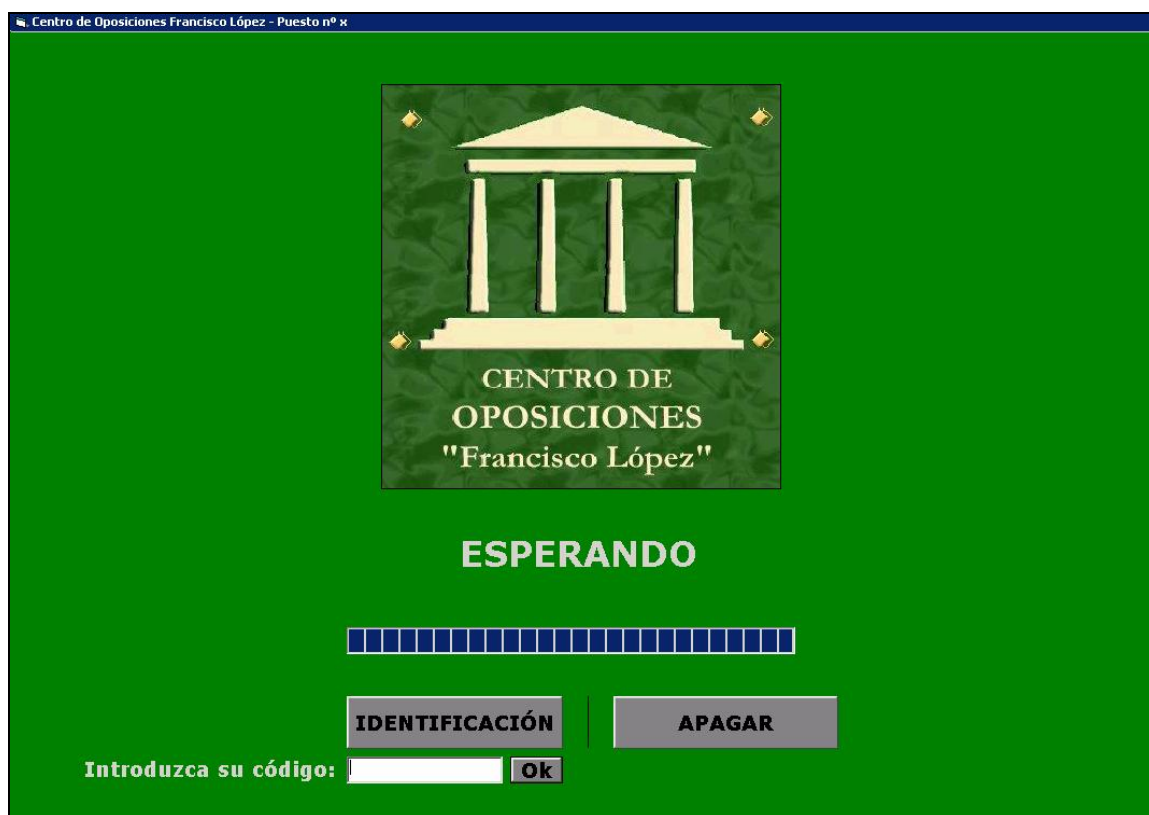 Centro de Oposiciones Francisco López - Puesto nº x
CENTRO DE
OPOSICIONES
"Francisco López"
ESPERANDO
IDENTIFICACIÓN
APAGAR
Introduzca su código:
Ok